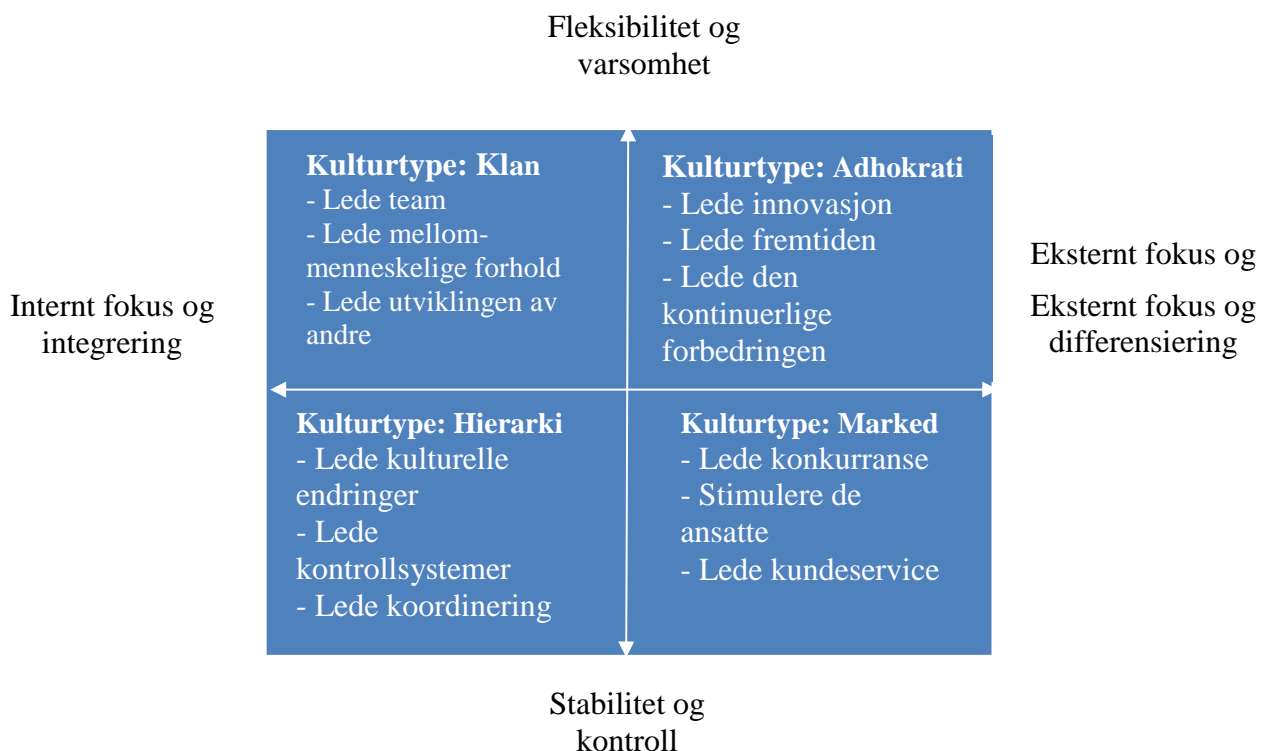 Fleksibilitet og
varsomhet
Kulturtype: Klan
- Lede team
- Lede mellom-
menneskelige forhold
- Lede utviklingen av
andre
Kulturtype: Adhokrati
- Lede innovasjon
- Lede fremtiden
- Lede den
kontinuerlige
forbedringen
Internt fokus og
integrering
Eksternt fokus og
Eksternt fokus og
differensiering
Kulturtype: Hierarki
- Lede kulturelle
endringer
- Lede
kontrollsystemer
- Lede koordinering
Kulturtype: Marked
- Lede konkurranse
- Stimulere de
ansatte
- Lede kundeservice
Stabilitet og
kontroll